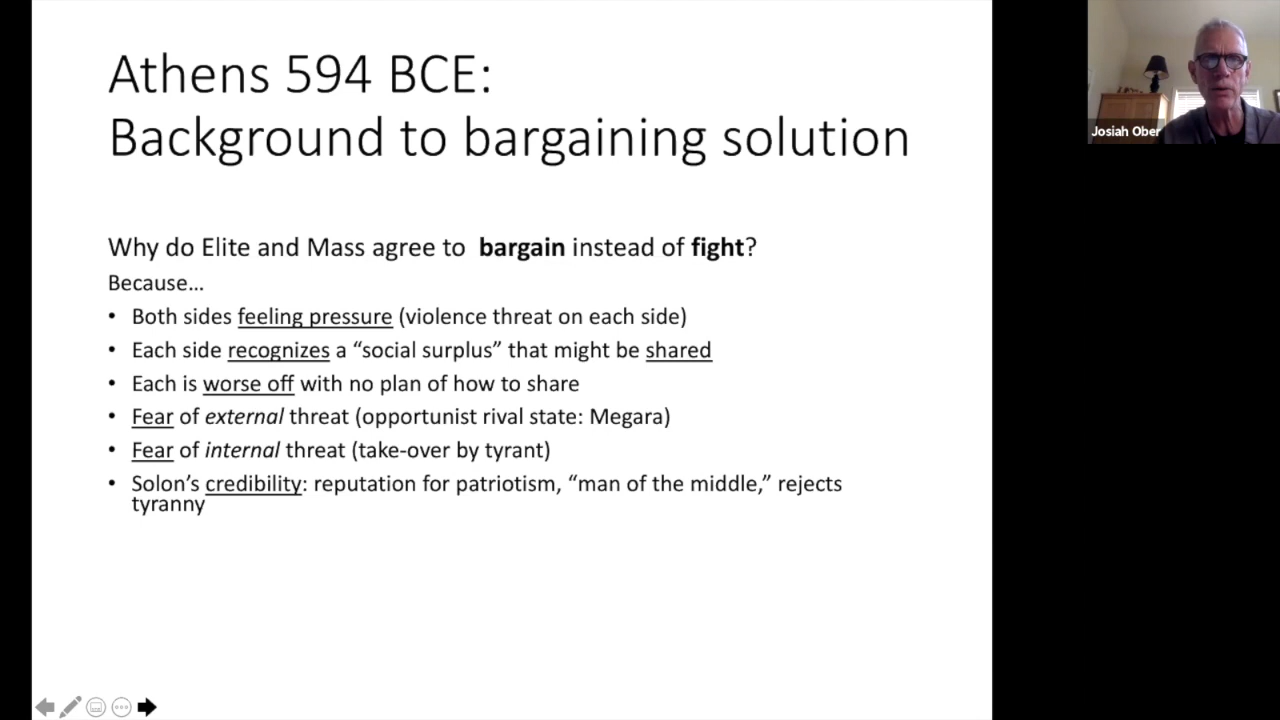 Athens 594 BCE:
Background to bargaining solution
Josiah Ober
Why do Elite and Mass agree to bargain instead of fight?
Because…
• Both sides feeling pressure (violence threat on each side)
• Each side recognizes a “social surplus” that might be shared
• Each is worse off with no plan of how to share
• Fear of external threat (opportunist rival state: Megara)
• Fear of internal threat (take-over by tyrant)
• Solon’s credibility: reputation for patriotism, “man of the middle,” rejects
tyranny